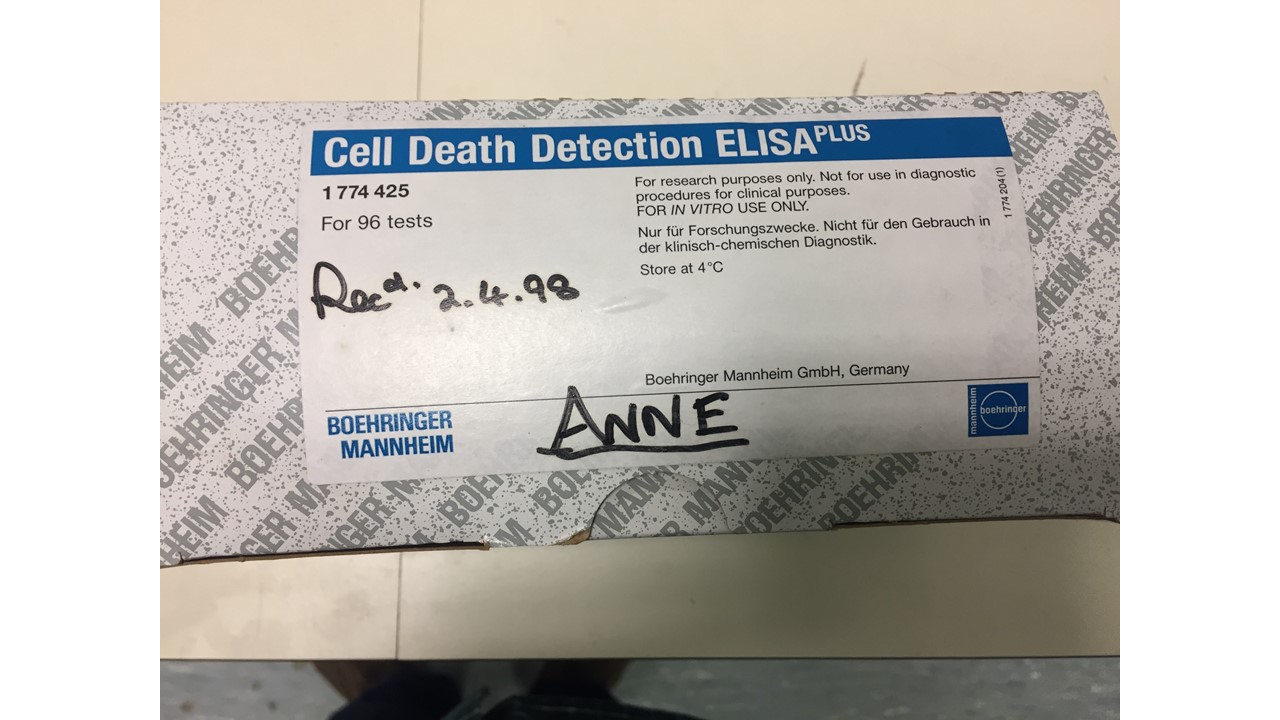 Cell Death Detection ELISAPLUS
1 774 425
For 96 tests
For research purposes only. Not for use in diagnostic
procedures for clinical purposes.
FOR IN VITRO USE ONLY.
Nur für Forschungszwecke. Nicht für den Gebrauch in
der klinisch-chemischen Diagnostik.
Store at 4°C
1 774 204 (1)
Recd. 2.4.98
Boehringer Mannheim GmbH, Germany
BOEHRINGER
MANNHEIM
ANNE
mannheim
boehringer